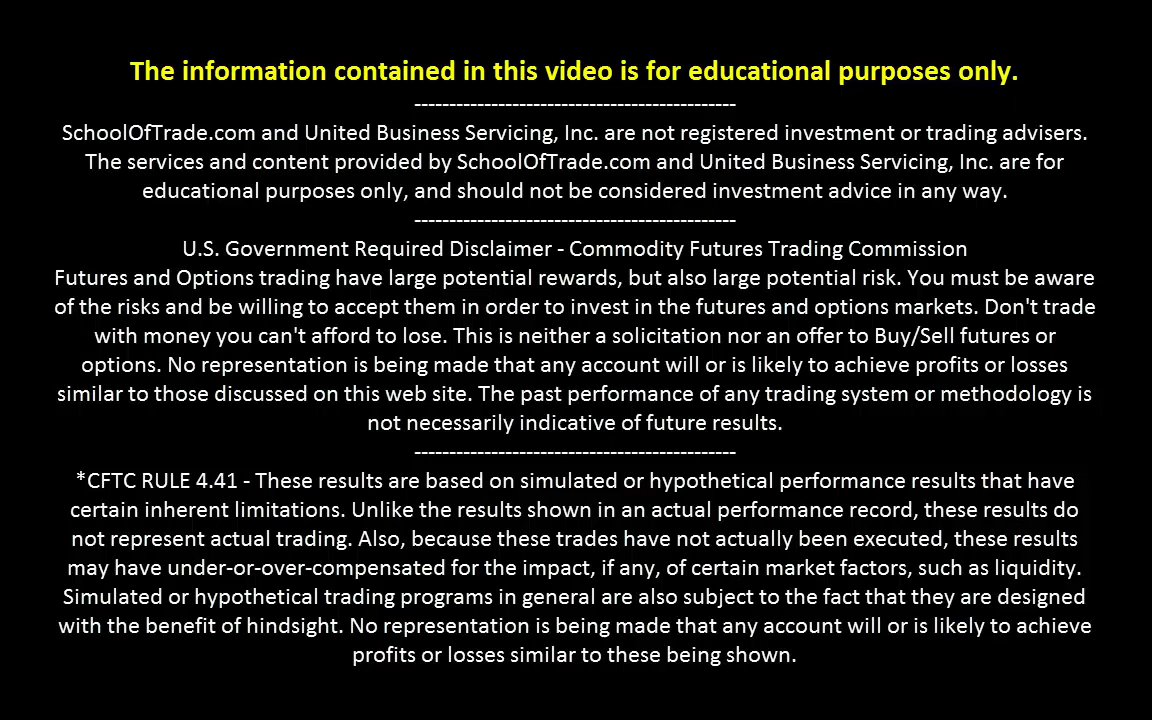 The information contained in this video is for educational purposes only.
----------------------------------------------
SchoolOfTrade.com and United Business Servicing, Inc. are not registered investment or trading advisers.
The services and content provided by SchoolOfTrade.com and United Business Servicing, Inc. are for
educational purposes only, and should not be considered investment advice in any way.
----------------------------------------------
U.S. Government Required Disclaimer - Commodity Futures Trading Commission
Futures and Options trading have large potential rewards, but also large potential risk. You must be aware
of the risks and be willing to accept them in order to invest in the futures and options markets. Don't trade
with money you can't afford to lose. This is neither a solicitation nor an offer to Buy/Sell futures or
options. No representation is being made that any account will or is likely to achieve profits or losses
similar to those discussed on this web site. The past performance of any trading system or methodology is
not necessarily indicative of future results.
----------------------------------------------
*CFTC RULE 4.41 - These results are based on simulated or hypothetical performance results that have
certain inherent limitations. Unlike the results shown in an actual performance record, these results do
not represent actual trading. Also, because these trades have not actually been executed, these results
may have under-or-over-compensated for the impact, if any, of certain market factors, such as liquidity.
Simulated or hypothetical trading programs in general are also subject to the fact that they are designed
with the benefit of hindsight. No representation is being made that any account will or is likely to achieve
profits or losses similar to these being shown.